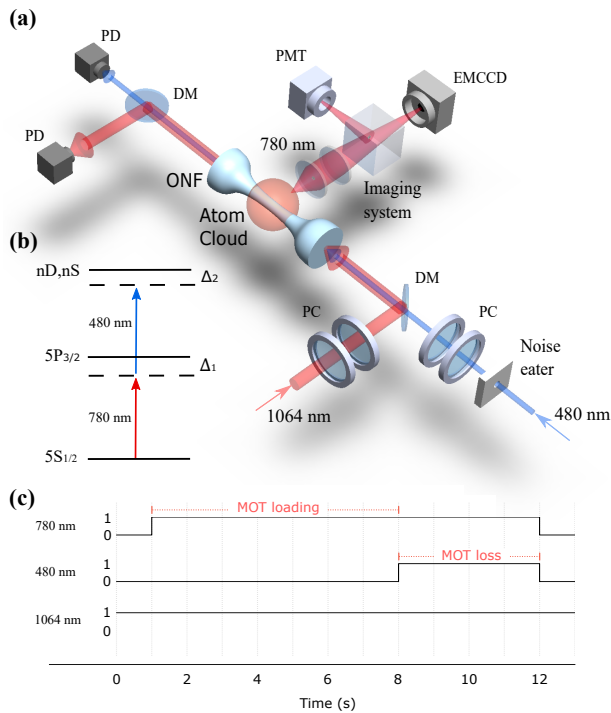 (a)
PD
DM
PD
ONF
Atom
Cloud
PMT
EMCCD
780 nm
Imaging
system
DM
PC
PC
Noise
eater
1064 nm
480 nm
(b)
nD,nS
Δ2
480 nm
5P3/2
Δ1
780 nm
5S1/2
(c)
MOT loading
780 nm
1
0
MOT loss
480 nm
1
0
1064 nm
1
0
0 2 4 6 8 10 12
Time (s)